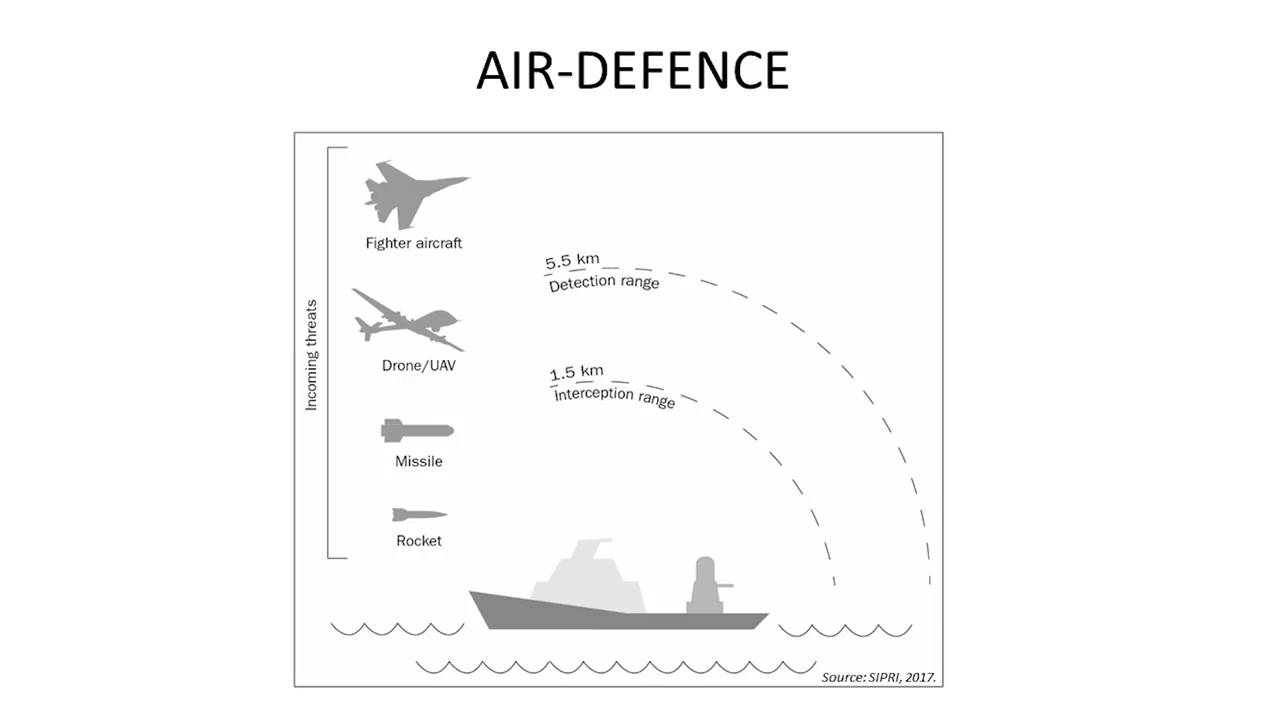 AIR-DEFENCE
Incoming threats
Fighter aircraft
Drone/UAV
Missile
Rocket
5.5 km
Detection range
1.5 km
Interception range
Source: SIPRI, 2017.